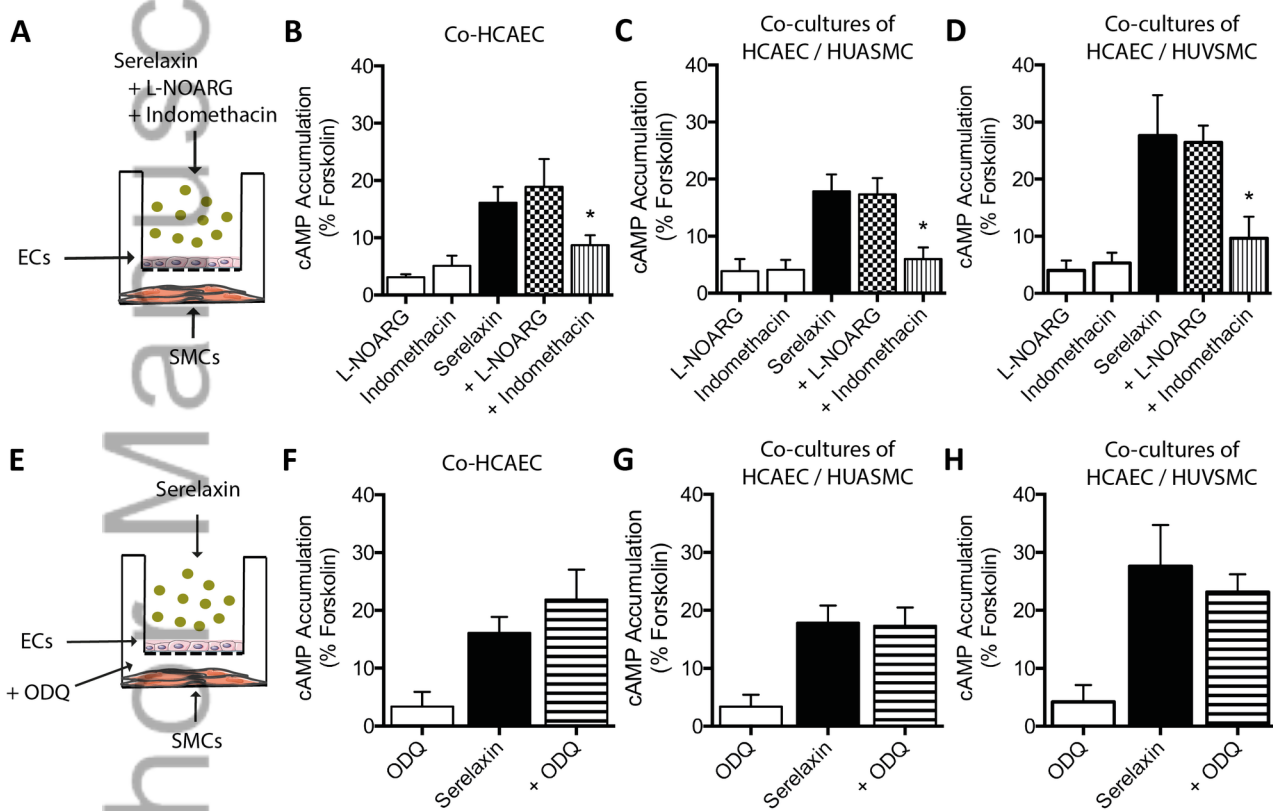 A
Serelaxin
+ L-NOARG
+ Indomethacin
ECs
SMCs
B
Co-HCAEC
cAMP Accumulation
(% Forskolin)
40
30
20
10
0
L-NOARG
Indomethacin
Serelaxin
+ L-NOARG
+ Indomethacin
*
C
Co-cultures of
HCAEC / HUASMC
cAMP Accumulation
(% Forskolin)
40
30
20
10
0
L-NOARG
Indomethacin
Serelaxin
+ L-NOARG
+ Indomethacin
*
D
Co-cultures of
HCAEC / HUVSMC
cAMP Accumulation
(% Forskolin)
40
30
20
10
0
L-NOARG
Indomethacin
Serelaxin
+ L-NOARG
+ Indomethacin
*
E
Serelaxin
ECs
+ ODQ
SMCs
F
Co-HCAEC
cAMP Accumulation
(% Forskolin)
40
30
20
10
0
ODQ
Serelaxin
+ ODQ
G
Co-cultures of
HCAEC / HUASMC
cAMP Accumulation
(% Forskolin)
40
30
20
10
0
ODQ
Serelaxin
+ ODQ
H
Co-cultures of
HCAEC / HUVSMC
cAMP Accumulation
(% Forskolin)
40
30
20
10
0
ODQ
Serelaxin
+ ODQ